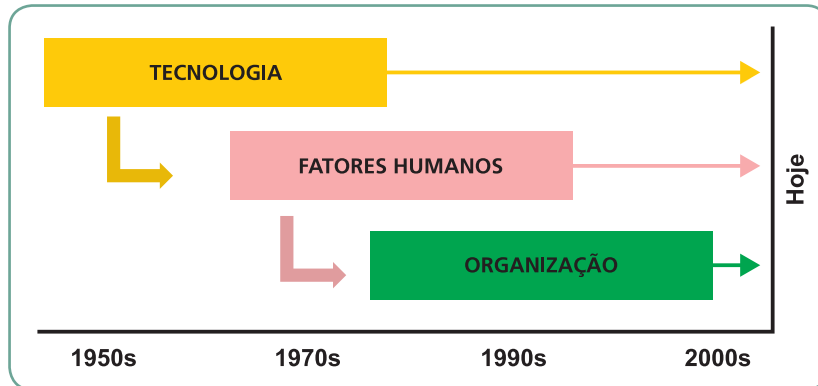 TECNOLOGIA
FATORES HUMANOS
ORGANIZAÇÃO
Hoje
1950s 1970s 1990s 2000s